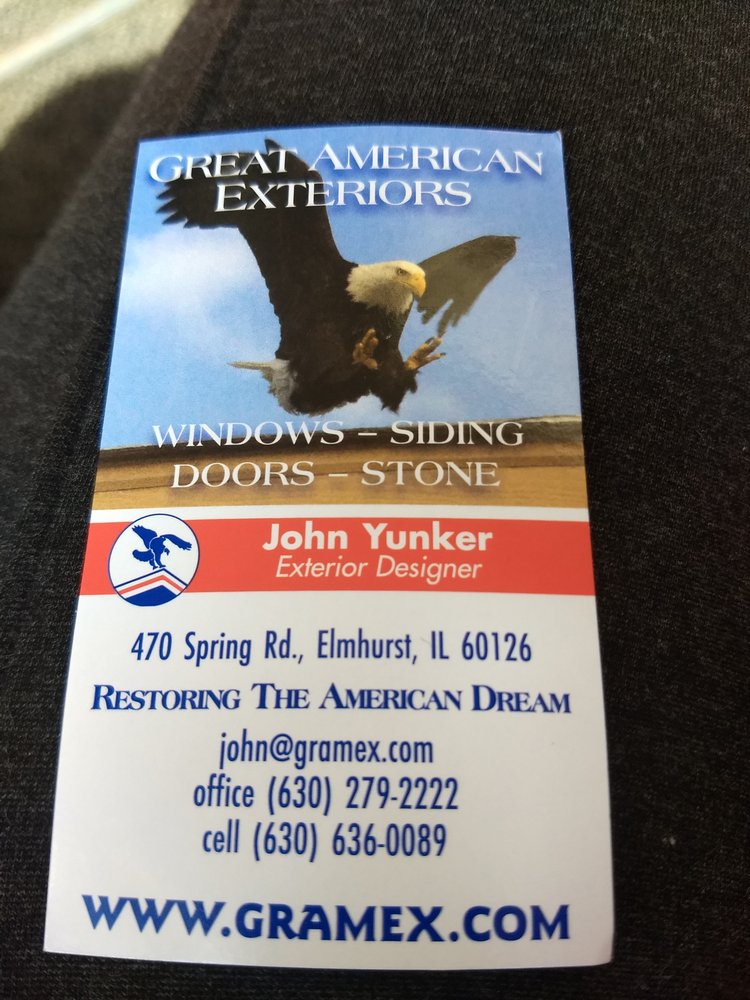 GREAT AMERICAN
EXTERIORS
WINDOWS – SIDING
DOORS – STONE
John Yunker
Exterior Designer
470 Spring Rd., Elmhurst, IL 60126
RESTORING THE AMERICAN DREAM
john@gramex.com
office (630) 279-2222
cell (630) 636-0089
WWW.GRAMEX.COM